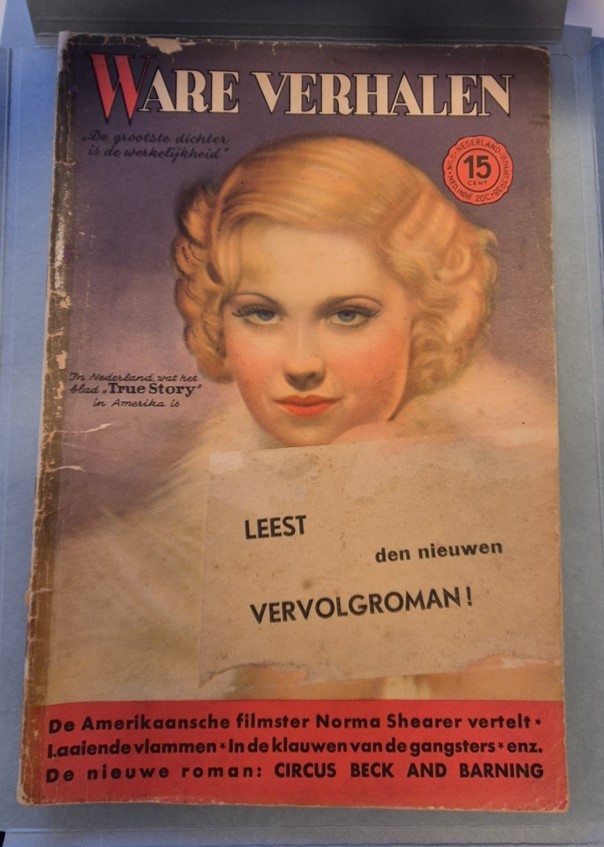 WARE VERHALEN
„De grootste dichter
is de werkelijkheid"
NEDERLAND
15
CENT
In Nederland, wat het
blad „True Story"
in Amerika is
LEEST
den nieuwen
VERVOLGROMAN!
De Amerikaansche filmster Norma Shearer vertelt *
Laaiende vlammen * In de klauwen van de gangsters * enz.
De nieuwe roman: CIRCUS BECK AND BARNING